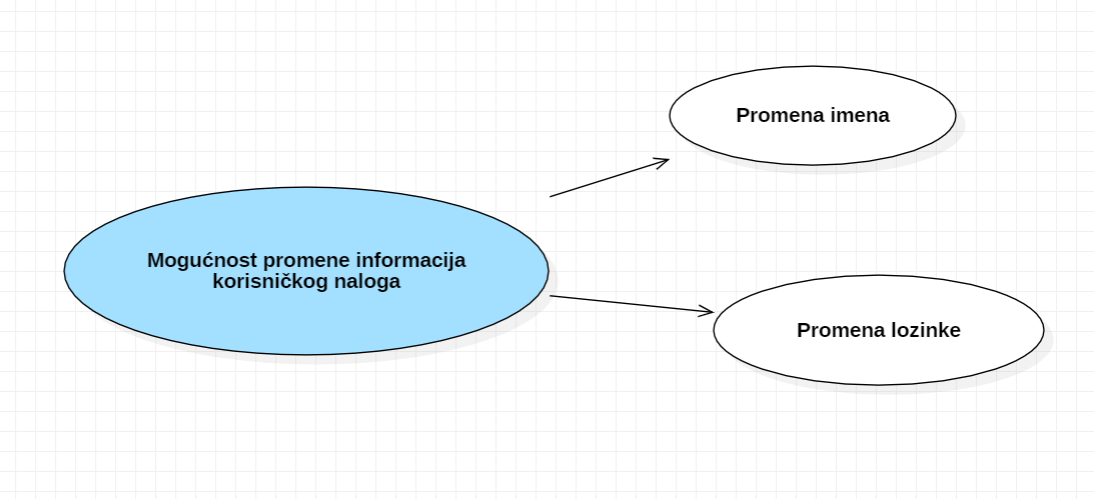 Promena imena
Mogućnost promene informacija
korisničkog naloga
Promena lozinke